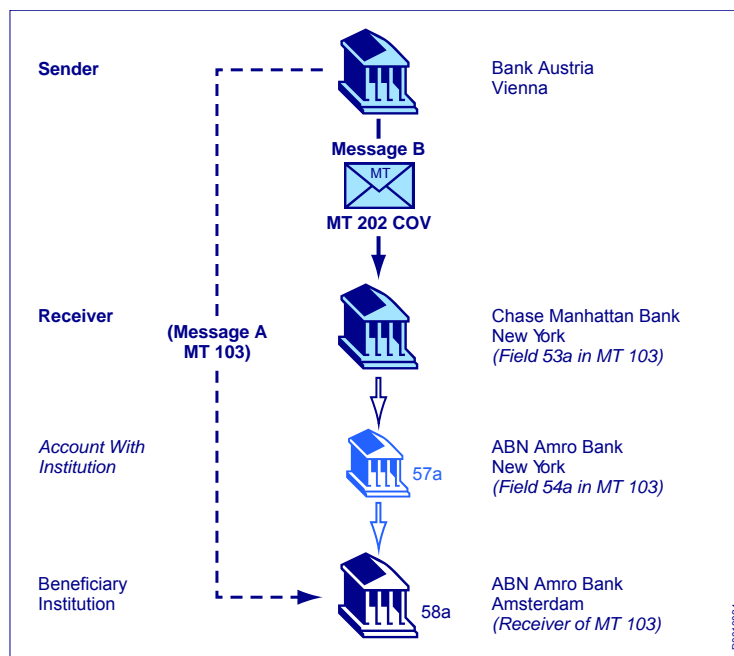 Sender
Bank Austria
Vienna
Message B
MT
MT 202 COV
Receiver
(Message A
MT 103)
Chase Manhattan Bank
New York
(Field 53a in MT 103)
Account With
Institution
57a
ABN Amro Bank
New York
(Field 54a in MT 103)
Beneficiary
Institution
58a
ABN Amro Bank
Amsterdam
(Receiver of MT 103)